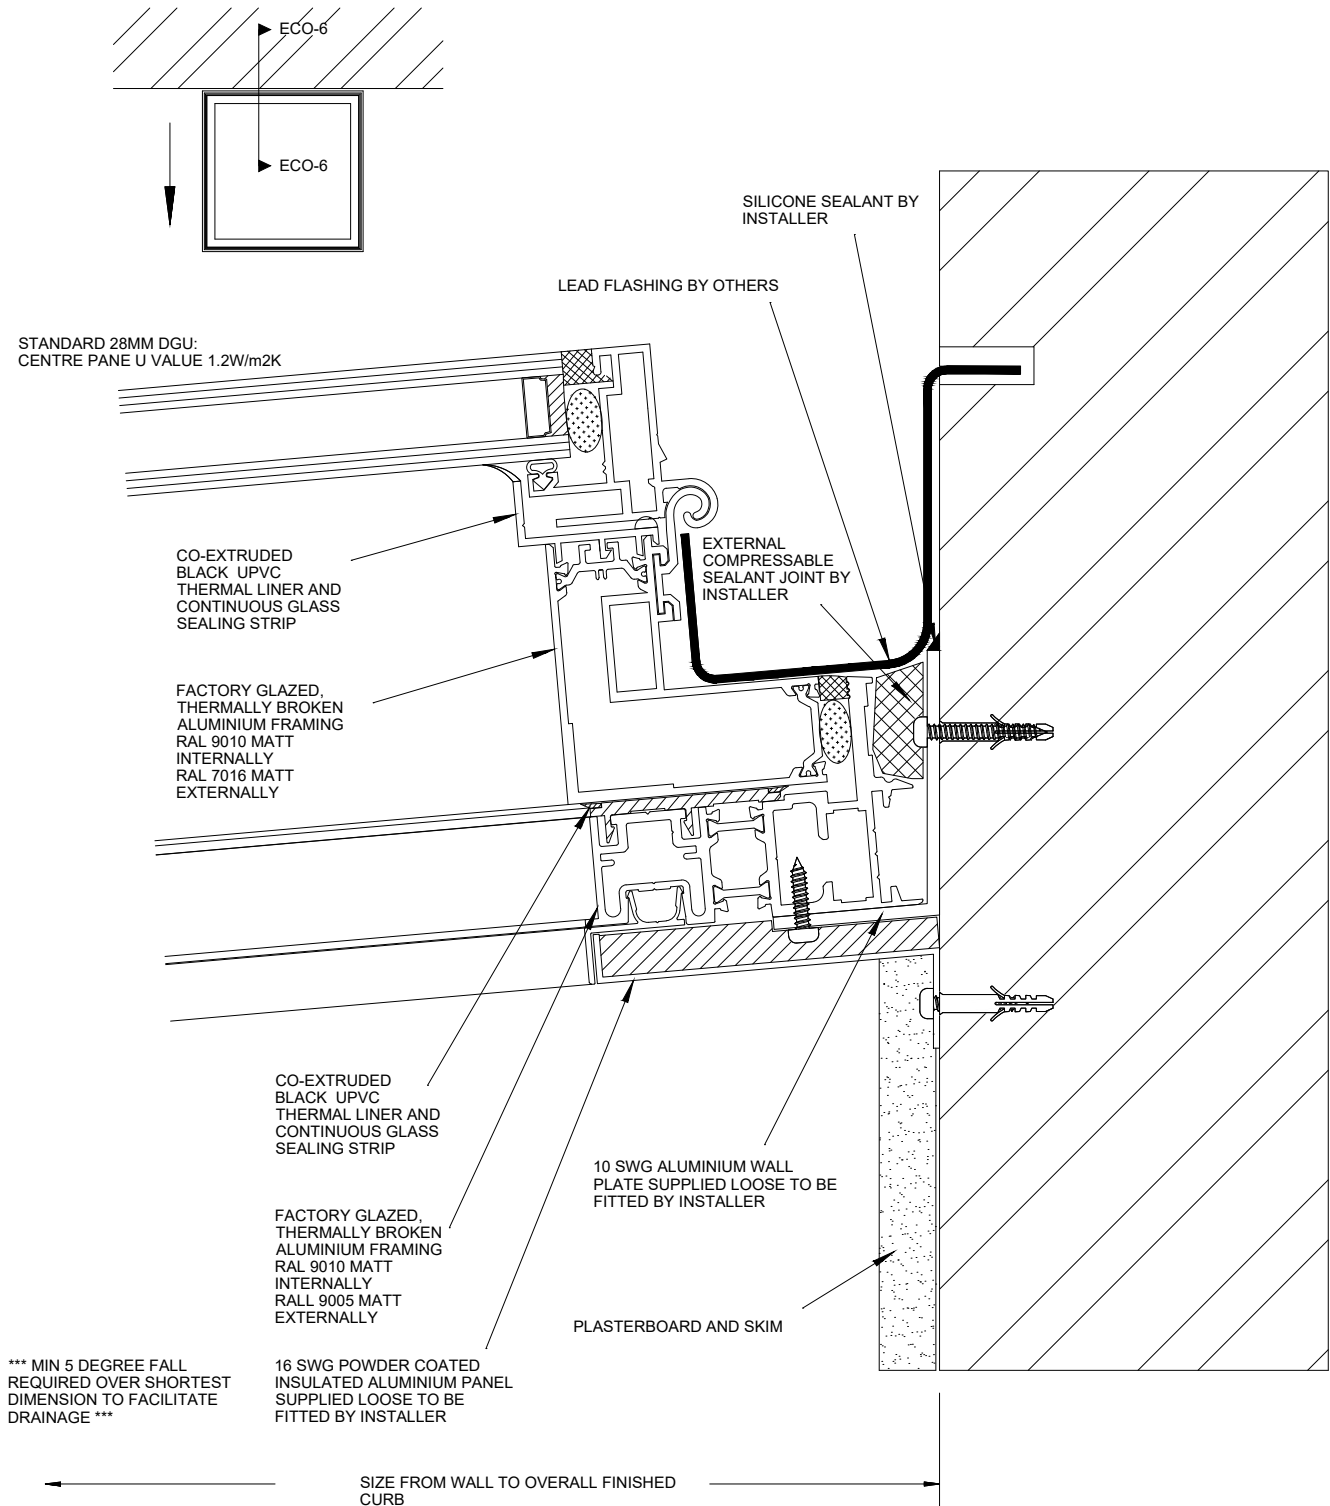 ECO-6
ECO-6
SILICONE SEALANT BY
INSTALLER
LEAD FLASHING BY OTHERS
STANDARD 28MM DGU:
CENTRE PANE U VALUE 1.2W/m2K
EXTERNAL
COMPRESSABLE
SEALANT JOINT BY
INSTALLER
CO-EXTRUDED
BLACK UPVC
THERMAL LINER AND
CONTINUOUS GLASS
SEALING STRIP
FACTORY GLAZED,
THERMALLY BROKEN
ALUMINIUM FRAMING
RAL 9010 MATT
INTERNALLY
RAL 7016 MATT
EXTERNALLY
CO-EXTRUDED
BLACK UPVC
THERMAL LINER AND
CONTINUOUS GLASS
SEALING STRIP
10 SWG ALUMINIUM WALL
PLATE SUPPLIED LOOSE TO BE
FITTED BY INSTALLER
FACTORY GLAZED,
THERMALLY BROKEN
ALUMINIUM FRAMING
RAL 9010 MATT
INTERNALLY
RALL 9005 MATT
EXTERNALLY
PLASTERBOARD AND SKIM
*** MIN 5 DEGREE FALL
REQUIRED OVER SHORTEST
DIMENSION TO FACILITATE
DRAINAGE ***
16 SWG POWDER COATED
INSULATED ALUMINIUM PANEL
SUPPLIED LOOSE TO BE
FITTED BY INSTALLER
SIZE FROM WALL TO OVERALL FINISHED
CURB